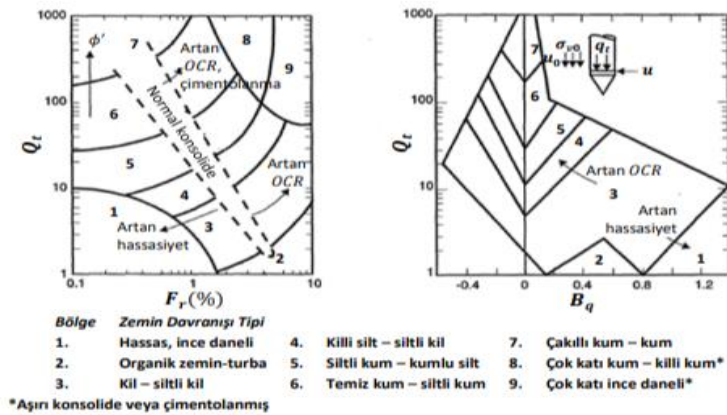 1000
100
10
1
Q_t
ϕ'
7
8
9
6
5
4
3
2
1
Artan
OCR,
çimentolanma
Normal konsolide
Artan
OCR
Artan
hassasiyet
0.1
1
10
F_r(%)
1000
100
10
1
Q_t
7
6
5
4
3
2
1
σ_v0
u_0
q_t
u
Artan OCR
Artan
hassasiyet
-0.4
0
0.4
0.8
1.2
B_q
Bölge Zemin Davranışı Tipi
1. Hassas, ince daneli 4. Killi silt – siltli kil 7. Çakıllı kum – kum
2. Organik zemin-turba 5. Siltli kum – kumlu silt 8. Çok katı kum – killi kum*
3. Kil – siltli kil 6. Temiz kum – siltli kum 9. Çok katı ince daneli*
*Aşırı konsolide veya çimentolanmış